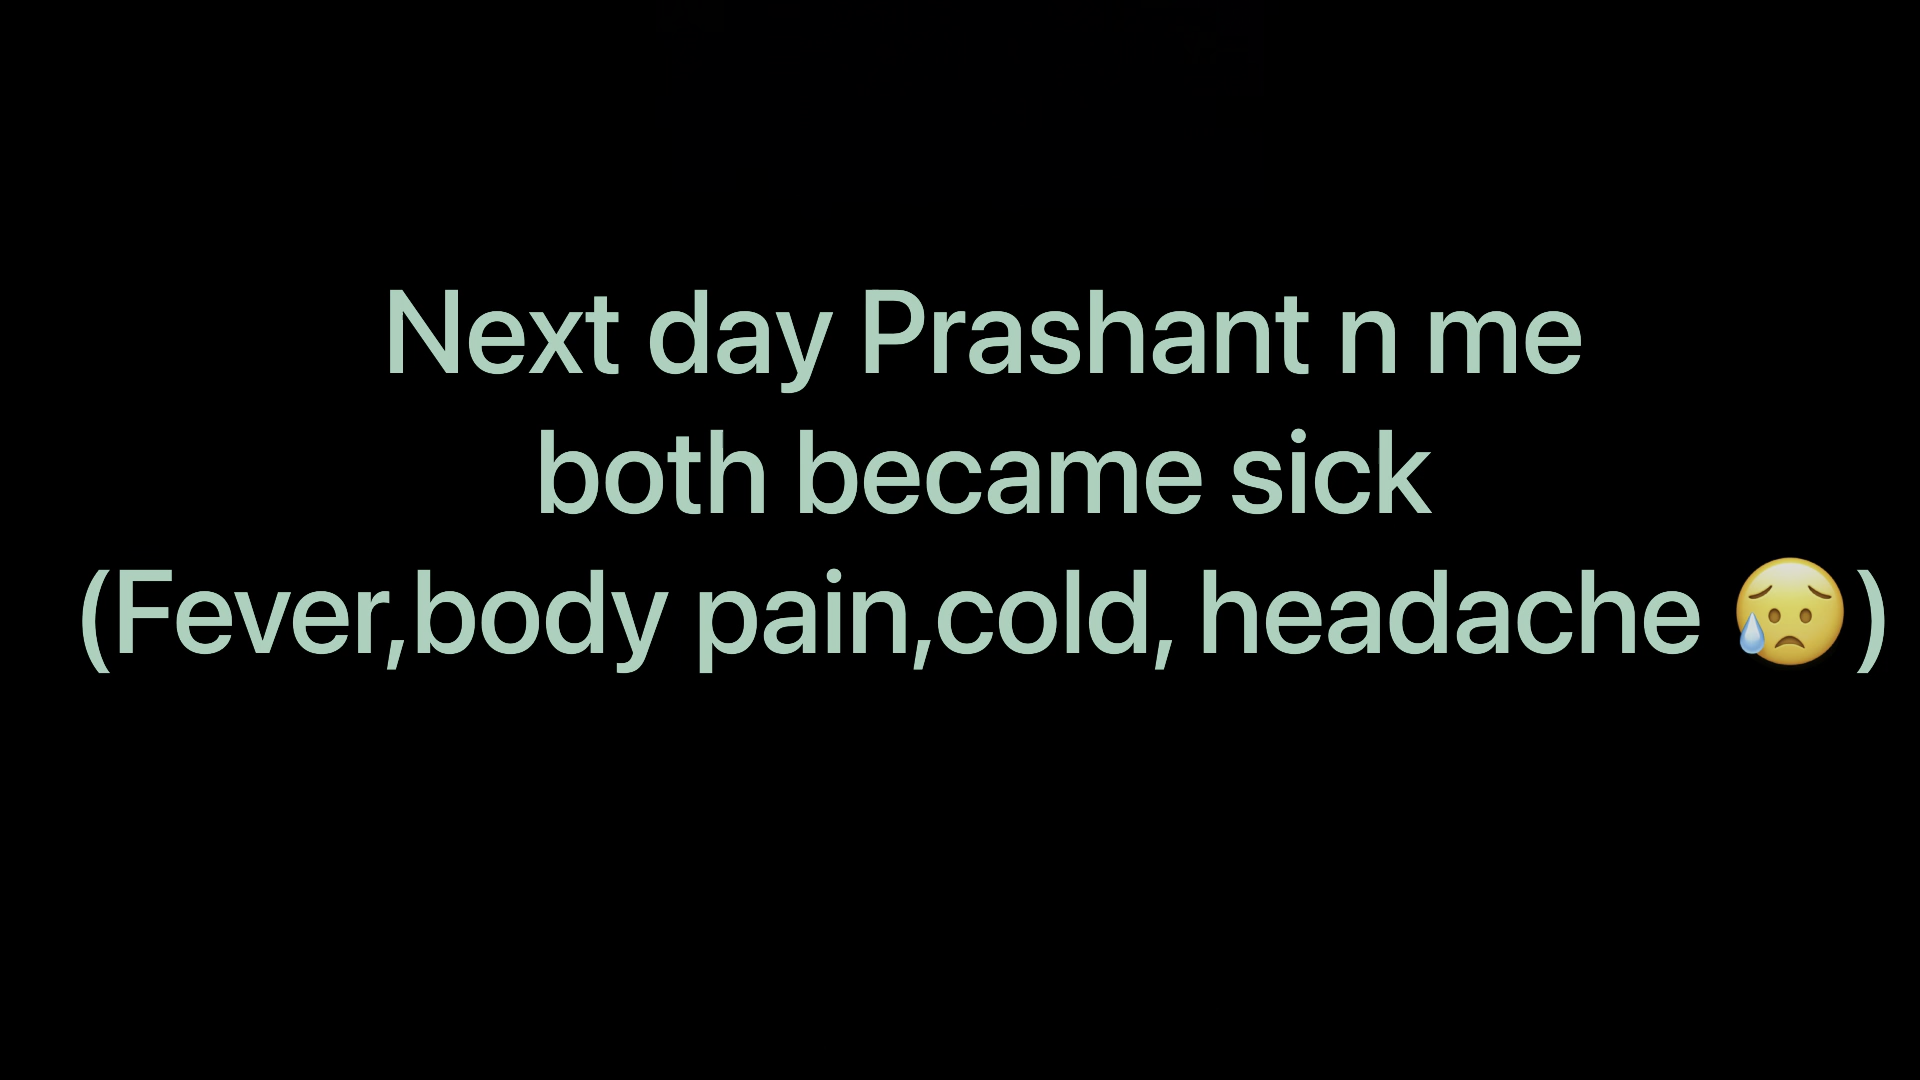 Next day Prashant n me
both became sick
(Fever,body pain,cold, headache 😥)